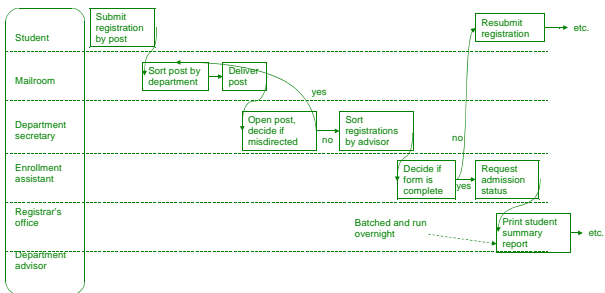 Submit
registration
by post
Resubmit
registration
etc.
Student
Sort post by
department
Deliver
post
Mailroom
yes
Open post,
decide if
misdirected
Sort
registrations
by advisor
Department
secretary
no
no
Decide if
form is
complete
Request
admission
status
Enrollment
assistant
yes
Registrar's
office
Batched and run
overnight
Print student
summary
report
etc.
Department
advisor